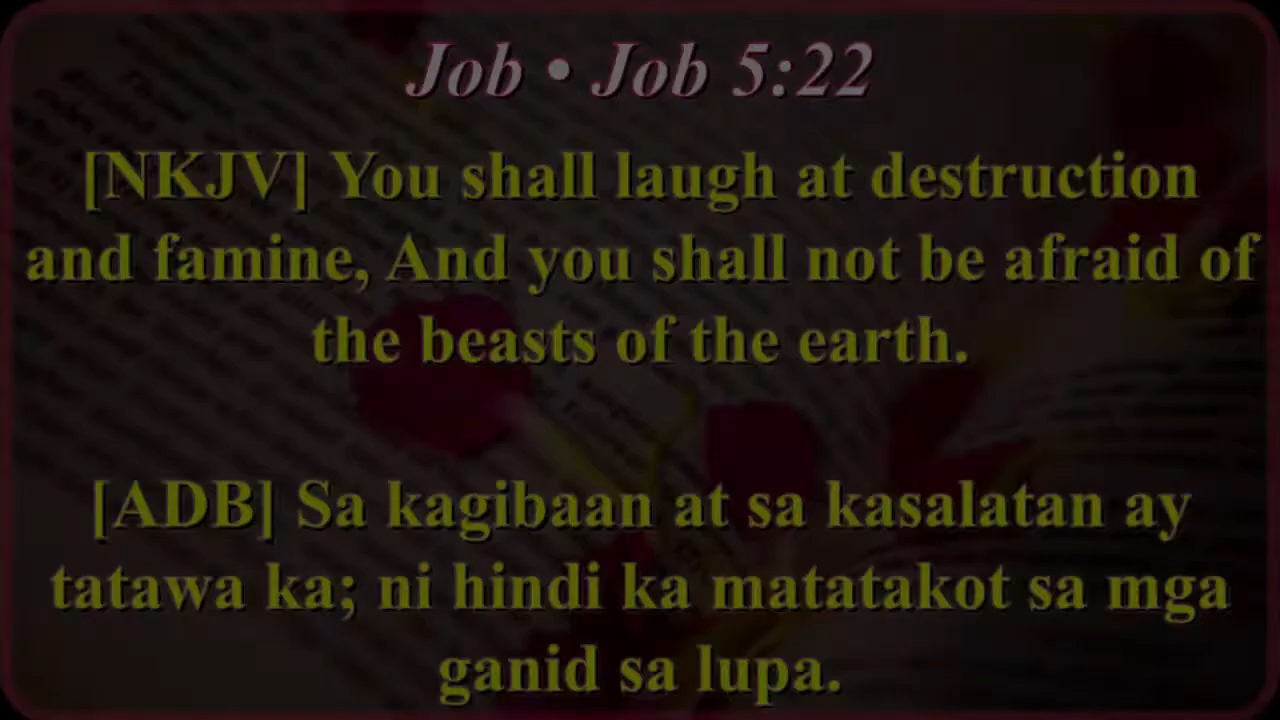 Job • Job 5:22
[NKJV] You shall laugh at destruction
and famine, And you shall not be afraid of
the beasts of the earth.
[ADB] Sa kagibaan at sa kasalatan ay
tatawa ka; ni hindi ka matatakot sa mga
ganid sa lupa.